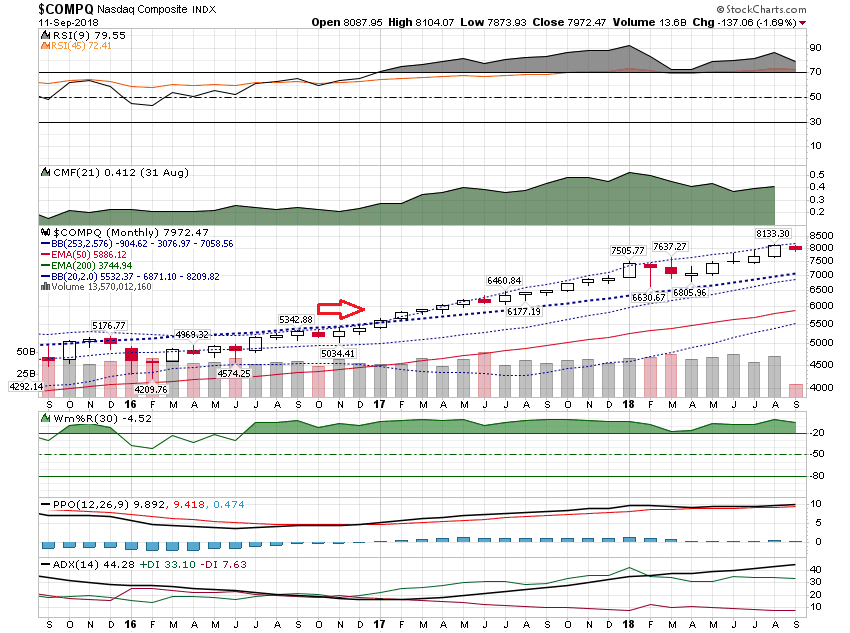 $COMPQ Nasdaq Composite INDX © StockCharts.com
11-Sep-2018 Open 8087.95 High 8104.07 Low 7873.93 Close 7972.47 Volume 13.6B Chg -137.06 (-1.69%)
RSI(9) 79.55
RSI(45) 72.41
90
70
50
30
10
CMF(21) 0.412 (31 Aug)
0.5
0.4
0.3
0.2
$COMPQ (Monthly) 7972.47
BB(253,2.576) -904.62 - 3076.97 - 7058.56
EMA(50) 5886.12
EMA(200) 3744.94
BB(20,2.0) 5532.37 - 6871.10 - 8209.82
Volume 13,570,012,160
8133.30
7637.27
7505.77
6460.84
6805.96
6630.67
6177.19
5342.88
5176.77
4969.32
5034.41
4574.25
4292.14
4209.76
8500
8000
7500
7000
6500
6000
5500
5000
4500
4000
50B
25B
S O N D 16 F M A M J J A S O N D 17 F M A M J J A S O N D 18 F M A M J J A S
Wm%R(30) -4.52
-20
-50
-80
PPO(12,26,9) 9.892, 9.418, 0.474
10
5
0
ADX(14) 44.28 +DI 33.10 -DI 7.63
40
30
20
10
S O N D 16 F M A M J J A S O N D 17 F M A M J J A S O N D 18 F M A M J J A S